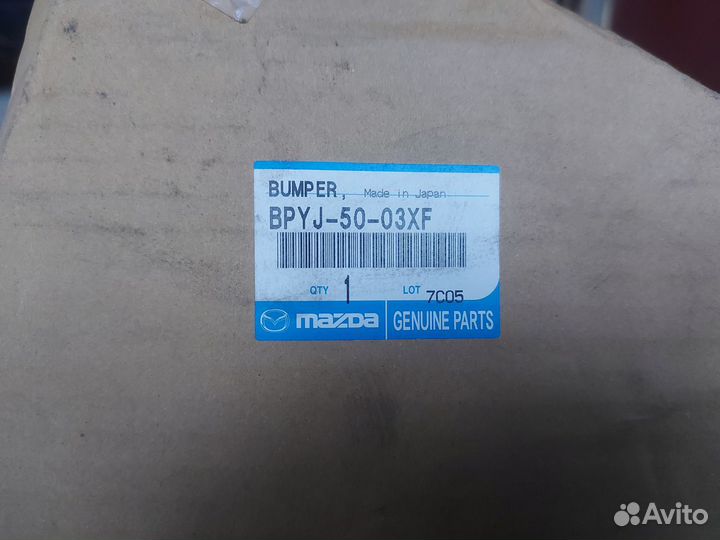 BUMPER, Made in Japan
BPYJ-50-03XF
QTY 1 LOT 7C05
mazda GENUINE PARTS
Avito